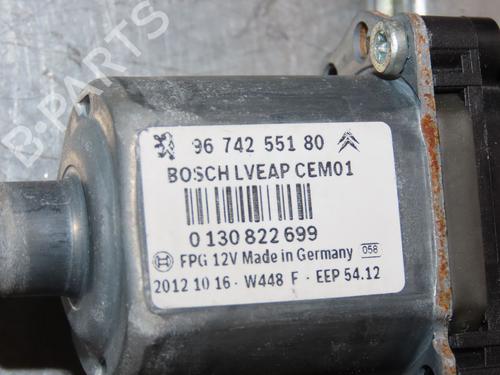 B-PARTS
96 742 551 80
BOSCH LVEAP CEM01
0 130 822 699
FPG 12V Made in Germany 058
2012 10 16 - W448 F - EEP 54.12